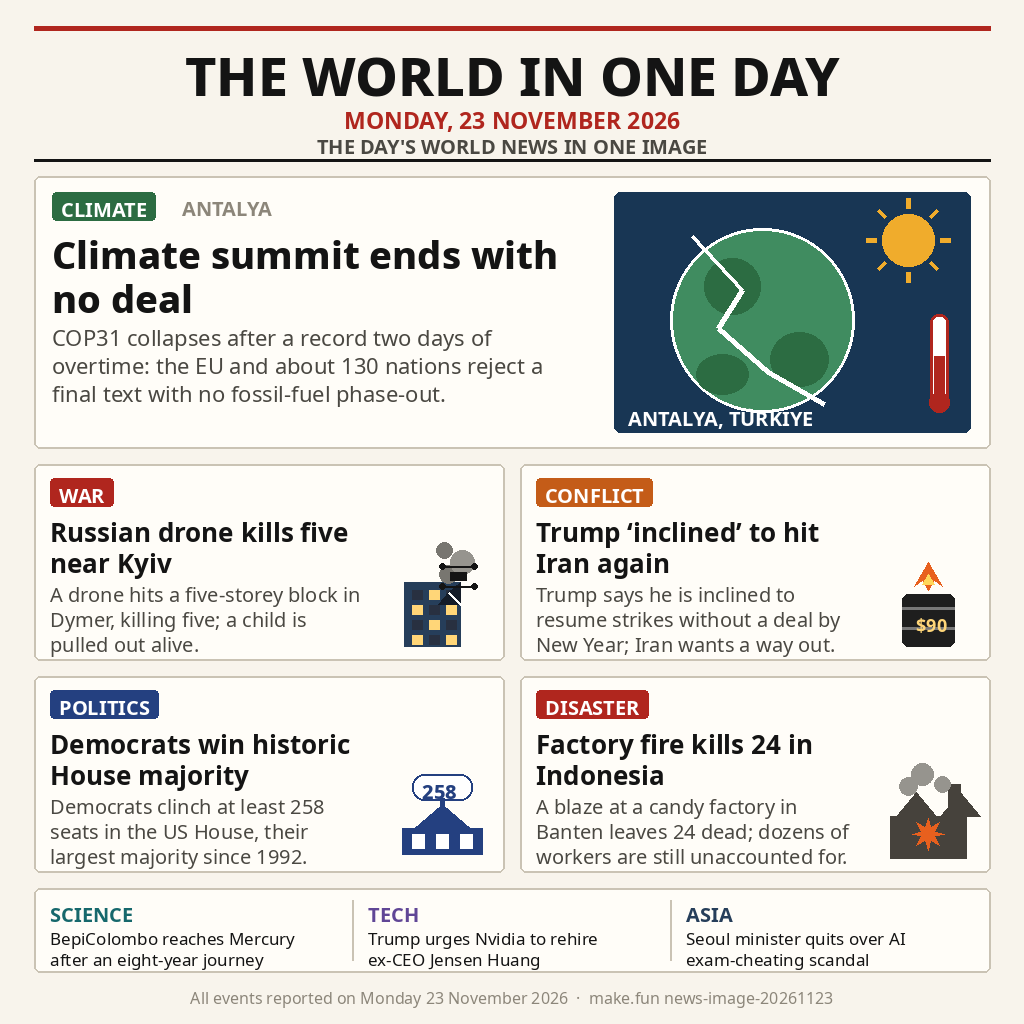 THE WORLD IN ONE DAY
MONDAY, 23 NOVEMBER 2026
THE DAY'S WORLD NEWS IN ONE IMAGE
CLIMATE
ANTALYA
Climate summit ends with
no deal
COP31 collapses after a record two days of
overtime: the EU and about 130 nations reject a
final text with no fossil-fuel phase-out.
ANTALYA, TÜRKIYE
WAR
Russian drone kills five
near Kyiv
A drone hits a five-storey block in
Dymer, killing five; a child is
pulled out alive.
CONFLICT
Trump ‘inclined’ to hit
Iran again
Trump says he is inclined to
resume strikes without a deal by
New Year; Iran wants a way out.
$90
POLITICS
Democrats win historic
House majority
Democrats clinch at least 258
seats in the US House, their
largest majority since 1992.
258
DISASTER
Factory fire kills 24 in
Indonesia
A blaze at a candy factory in
Banten leaves 24 dead; dozens of
workers are still unaccounted for.
SCIENCE
BepiColombo reaches Mercury
after an eight-year journey
TECH
Trump urges Nvidia to rehire
ex-CEO Jensen Huang
ASIA
Seoul minister quits over AI
exam-cheating scandal
All events reported on Monday 23 November 2026 · make.fun news-image-20261123